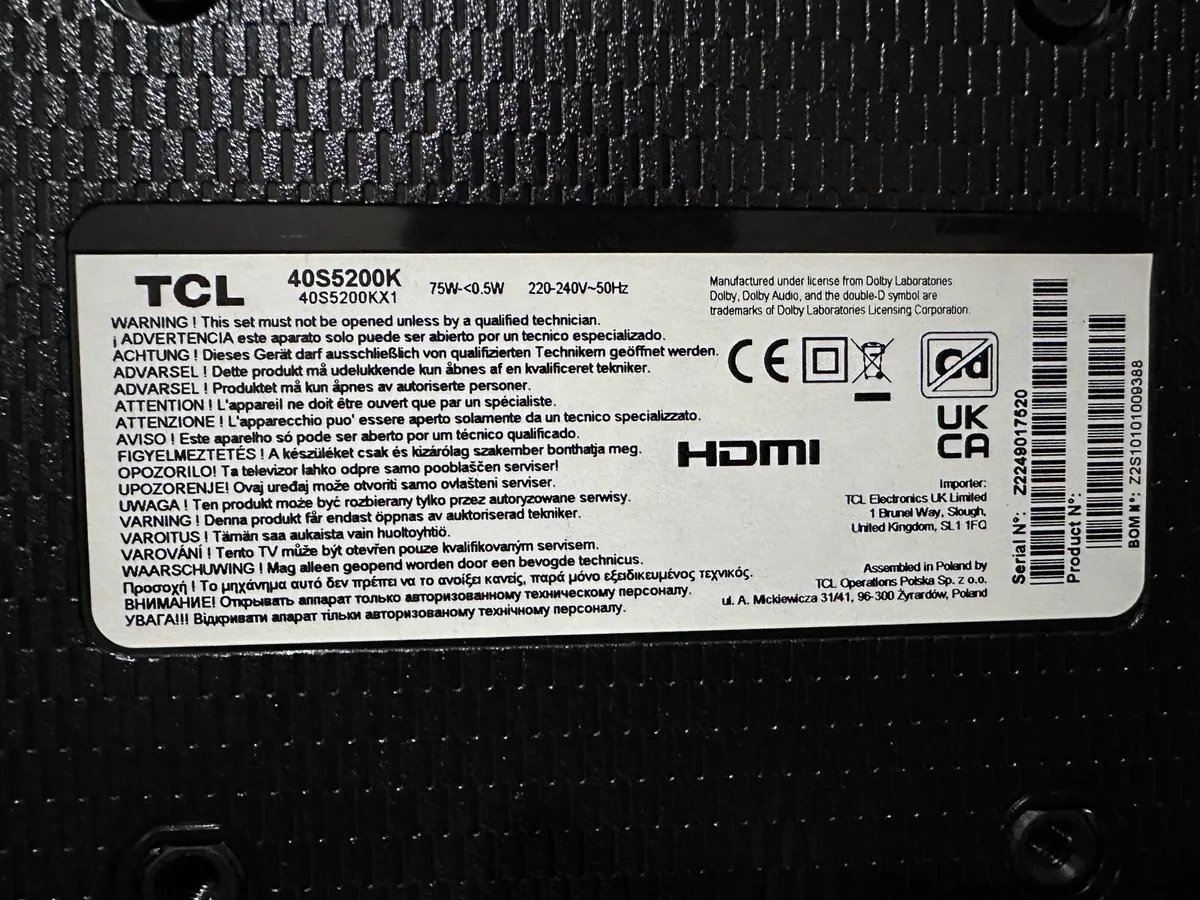 TCL
40S5200K
40S5200KX1
75W-<0.5W
220-240V~50Hz
WARNING ! This set must not be opened unless by a qualified technician.
¡ ADVERTENCIA este aparato solo puede ser abierto por un tecnico especializado.
ACHTUNG ! Dieses Gerät darf ausschließlich von qualifizierten Technikern geöffnet werden.
ADVARSEL ! Dette produkt må udelukkende kun åbnes af en kvalificeret tekniker.
ADVARSEL ! Produktet må kun åpnes av autoriserte personer.
ATTENTION ! L'appareil ne doit être ouvert que par un spécialiste.
ATTENZIONE ! L'apparecchio puo' essere aperto solamente da un tecnico specializzato.
AVISO ! Este aparelho só pode ser aberto por um técnico qualificado.
FIGYELMEZTETÉS ! A készüléket csak és kizárólag szakember bonthatja meg.
OPOZORILO! Ta televizor lahko odpre samo pooblaščen serviser!
UPOZORENJE! Ovaj uređaj može otvoriti samo ovlašteni serviser.
UWAGA ! Ten produkt może być rozbierany tylko przez autoryzowane serwisy.
VARNING ! Denna produkt får endast öppnas av auktoriserad tekniker.
VAROITUS ! Tämän saa aukaista vain huoltoyhtiö.
VAROVÁNÍ ! Tento TV může být otevřen pouze kvalifikovaným servisem.
WAARSCHUWING ! Mag alleen geopend worden door een bevogde technicus.
Προσοχή ! Το μηχάνημα αυτό δεν πρέπει να το ανοίξει κανείς, παρά μόνο εξειδικευμένος τεχνικός.
ВНИМАНИЕ! Открывать аппарат только авторизованному техническому персоналу.
УВАГА!!! Відкривати апарат тільки авторизованому технічному персоналу.
Manufactured under license from Dolby Laboratories
Dolby, Dolby Audio, and the double-D symbol are
trademarks of Dolby Laboratories Licensing Corporation.
CE
Cd
UK
CA
HDMI
Importer:
TCL Electronics UK Limited
1 Brunel Way, Slough,
United Kingdom, SL1 1FQ
Assembled in Poland by
TCL Operations Polska Sp. z o.o.
ul. A. Mickiewicza 31/41, 96-300 Żyrardów, Poland
Serial N°: Z2249017520
Product N°:
BOM N°: Z2S10101009388